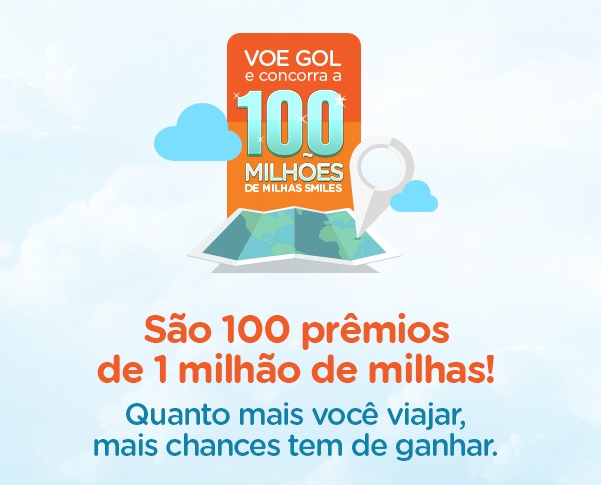 VOE GOL
e concorra a
100
MILHÕES
DE MILHAS SMILES
São 100 prêmios
de 1 milhão de milhas!
Quanto mais você viajar,
mais chances tem de ganhar.